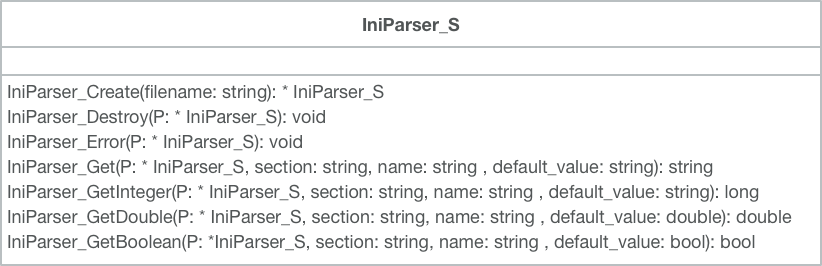 IniParser_S
IniParser_Create(filename: string): * IniParser_S
IniParser_Destroy(P: * IniParser_S): void
IniParser_Error(P: * IniParser_S): void
IniParser_Get(P: * IniParser_S, section: string, name: string , default_value: string): string
IniParser_GetInteger(P: * IniParser_S, section: string, name: string , default_value: string): long
IniParser_GetDouble(P: * IniParser_S, section: string, name: string , default_value: double): double
IniParser_GetBoolean(P: *IniParser_S, section: string, name: string , default_value: bool): bool